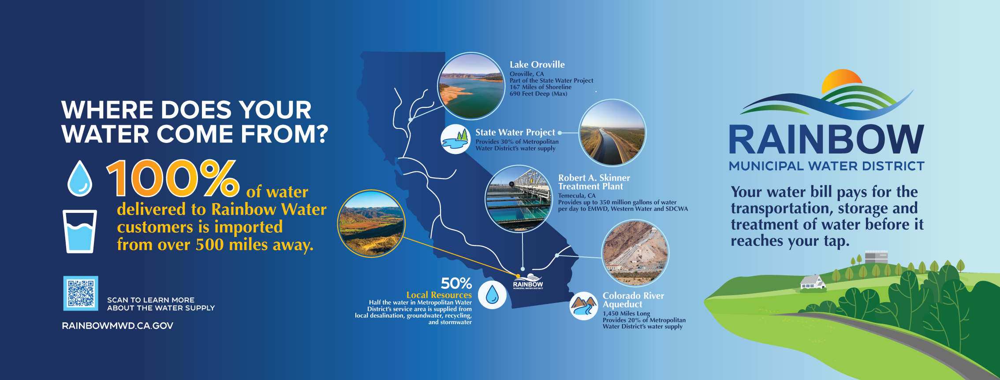 WHERE DOES YOUR
WATER COME FROM?
100% of water
delivered to Rainbow Water
customers is imported
from over 500 miles away.
SCAN TO LEARN MORE
ABOUT THE WATER SUPPLY
RAINBOWMWD.CA.GOV
Lake Oroville
Oroville, CA
Part of the State Water Project
167 Miles of Shoreline
690 Feet Deep (Max)
State Water Project
Provides 30% of Metropolitan
Water District's water supply
Robert A. Skinner
Treatment Plant
Temecula, CA
Provides up to 350 million gallons of water
per day to EMWD, Western Water and SDCWA
50%
Local Resources
Half the water in Metropolitan Water
District's service area is supplied from
local desalination, groundwater, recycling,
and stormwater
RAINBOW
MUNICIPAL WATER DISTRICT
Colorado River
Aqueduct
1,450 Miles Long
Provides 20% of Metropolitan
Water District's water supply
RAINBOW
MUNICIPAL WATER DISTRICT
Your water bill pays for the
transportation, storage and
treatment of water before it
reaches your tap.